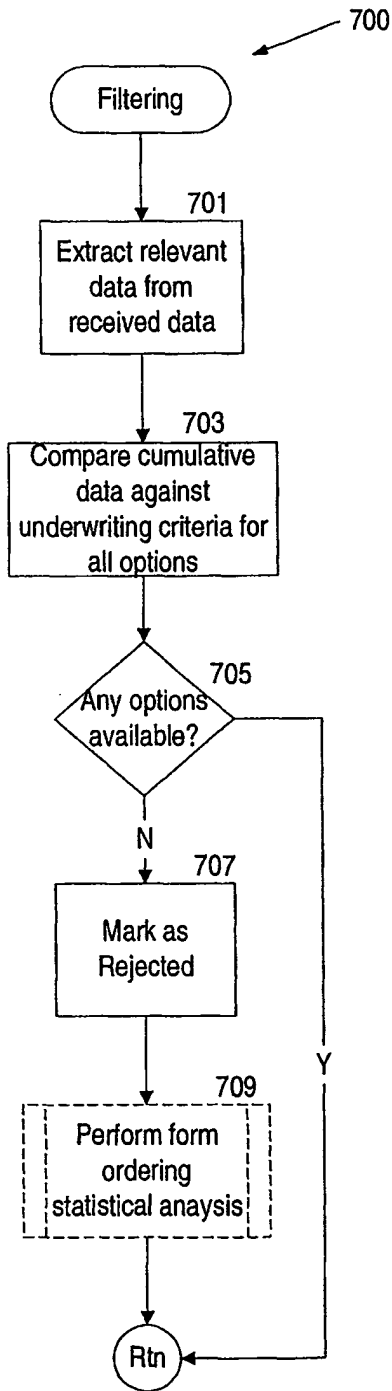 700
Filtering
701
Extract relevant
data from
received data
703
Compare cumulative
data against
underwriting criteria for
all options
705
Any options
available?
N
707
Mark as
Rejected
Y
709
Perform form
ordering
statistical anaysis
Rtn